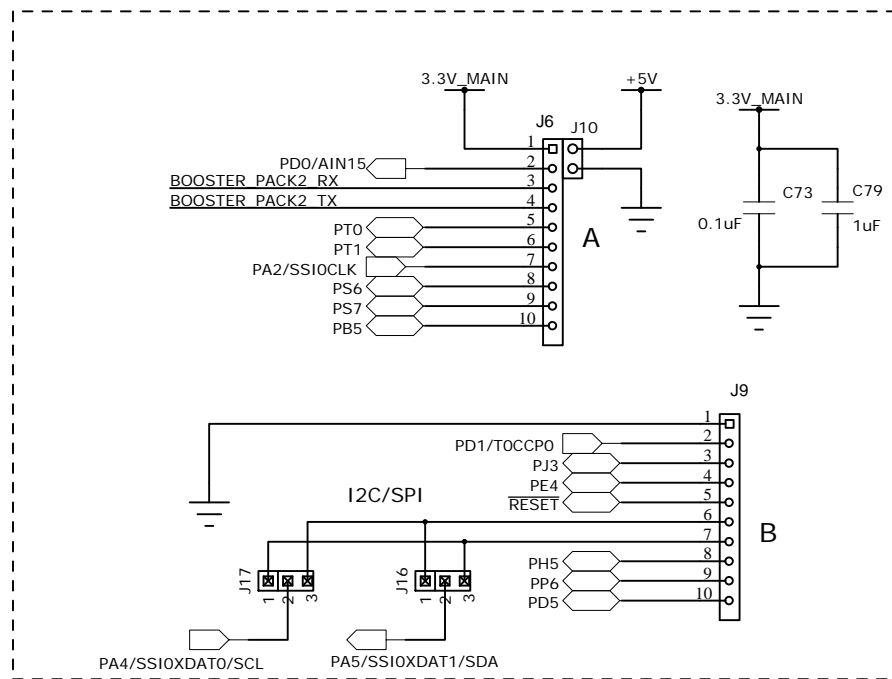 3.3V_MAIN
+5V
3.3V_MAIN
J6
J10
1
PD0/AIN15
2
BOOSTER_PACK2_RX
3
BOOSTER_PACK2_TX
4
PT0
5
PT1
6
PA2/SSI0CLK
7
PS6
8
PS7
9
PB5
10
A
C73
0.1uF
C79
1uF
J9
1
PD1/T0CCP0
2
PJ3
3
PE4
4
RESET
5
I2C/SPI
6
7
PH5
8
PP6
9
PD5
10
B
J17
1
2
3
J16
1
2
3
PA4/SSI0XDAT0/SCL
PA5/SSI0XDAT1/SDA